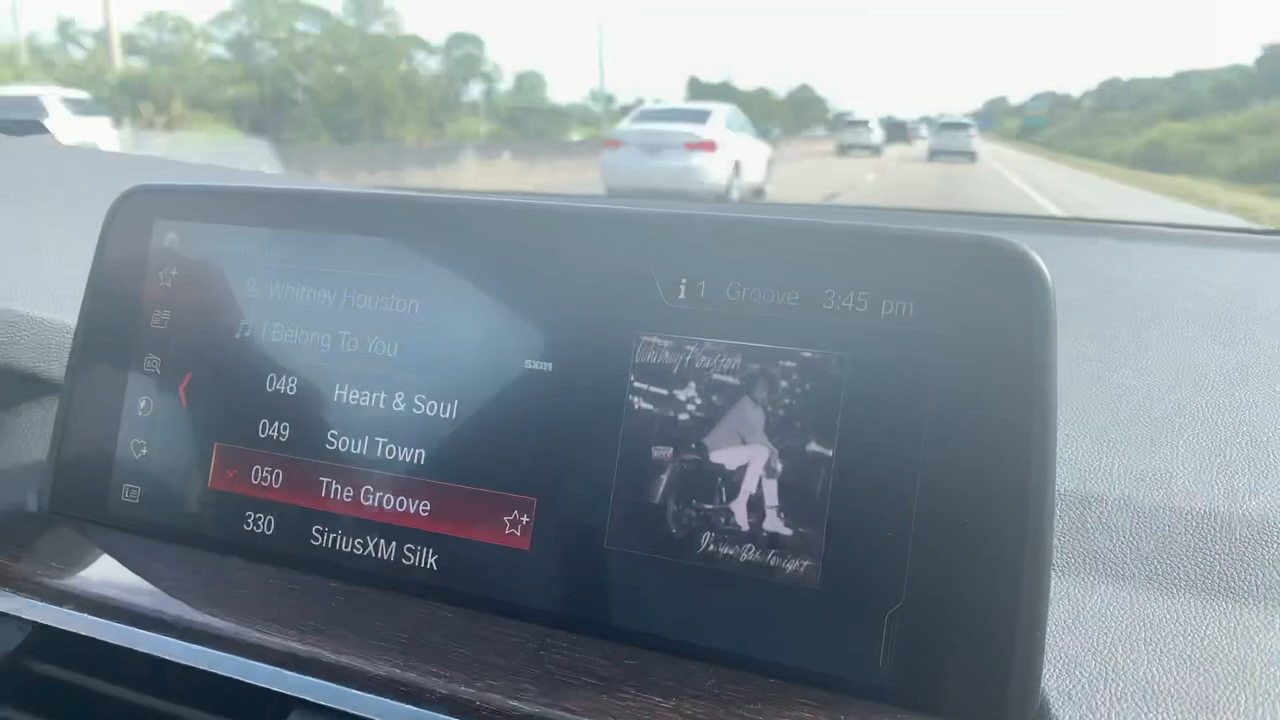 Whitney Houston
I Belong To You
sxm
048 Heart & Soul
049 Soul Town
050 The Groove
330 SiriusXM Silk
i 1 Groove 3:45 pm
Whitney Houston
I'm Your Baby Tonight